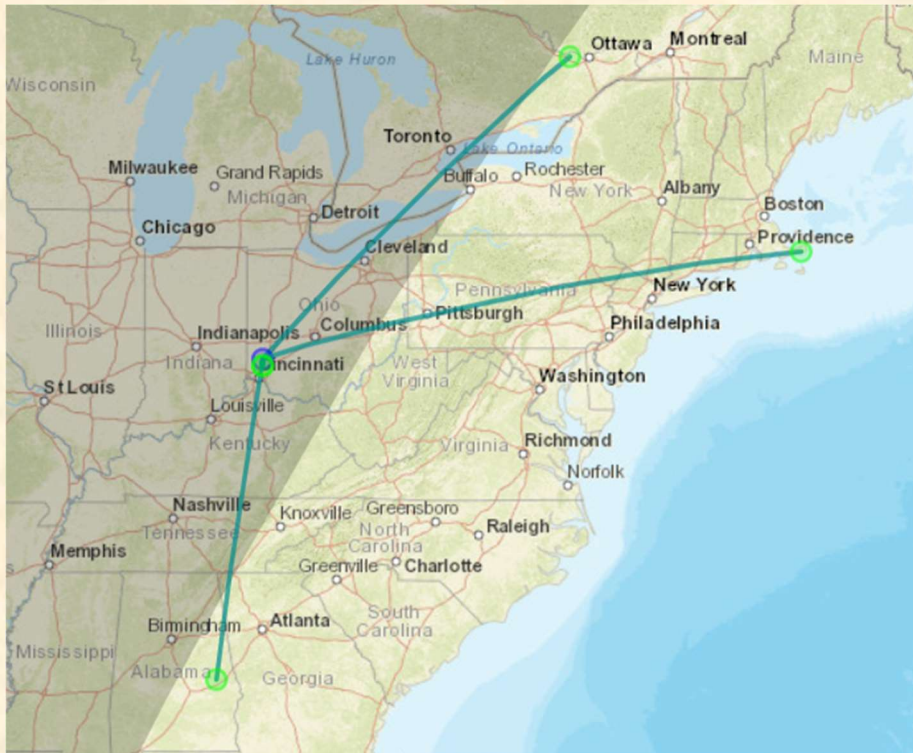 Ottawa
Montreal
Maine
Lake Huron
Wisconsin
Toronto
Lake Ontario
Milwaukee
Grand Rapids
Buffalo
Rochester
Michigan
New York
Albany
Detroit
Boston
Chicago
Providence
Cleveland
Pennsylvania
New York
Ohio
Pittsburgh
Columbus
Philadelphia
Illinois
Indianapolis
Indiana
Cincinnati
West
Virginia
Washington
St Louis
Louisville
Kentucky
Virginia
Richmond
Norfolk
Nashville
Tennessee
Knoxville
Greensboro
North
Carolina
Raleigh
Memphis
Greenville
Charlotte
South
Carolina
Birmingham
Atlanta
Mississippi
Alabama
Georgia